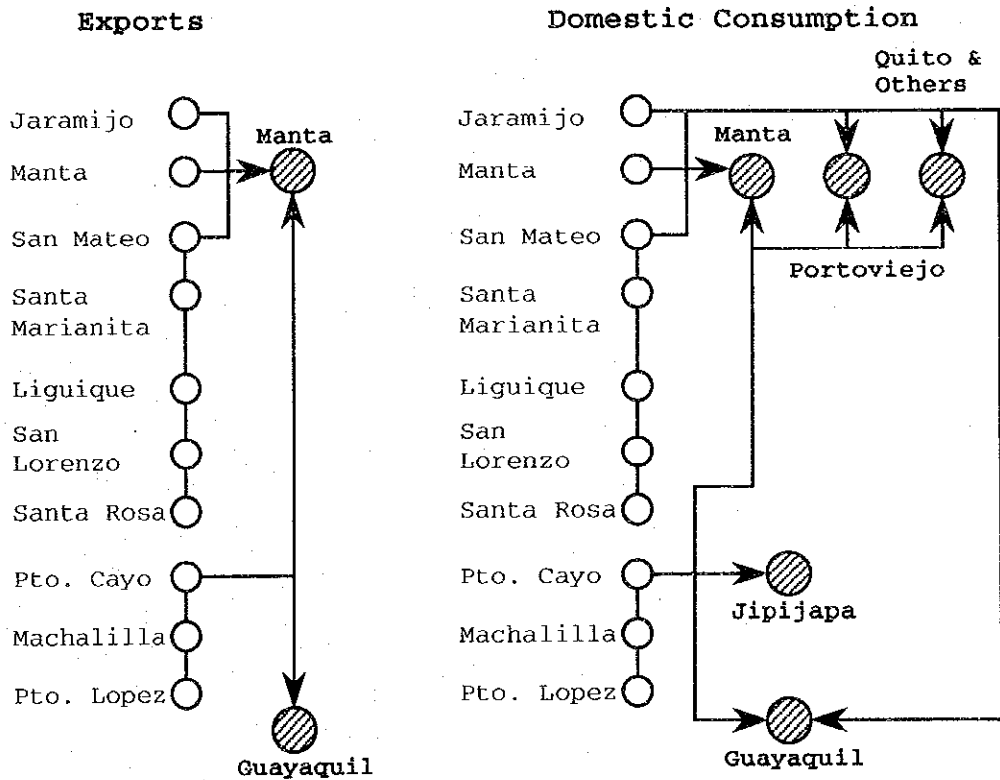 Exports
Jaramijo
Manta
Manta
San Mateo
Santa
Marianita
Liguique
San
Lorenzo
Santa Rosa
Pto. Cayo
Machalilla
Pto. Lopez
Guayaquil
Domestic Consumption
Quito &
Others
Jaramijo
Manta
Manta
San Mateo
Portoviejo
Santa
Marianita
Liguique
San
Lorenzo
Santa Rosa
Pto. Cayo
Jipijapa
Machalilla
Pto. Lopez
Guayaquil